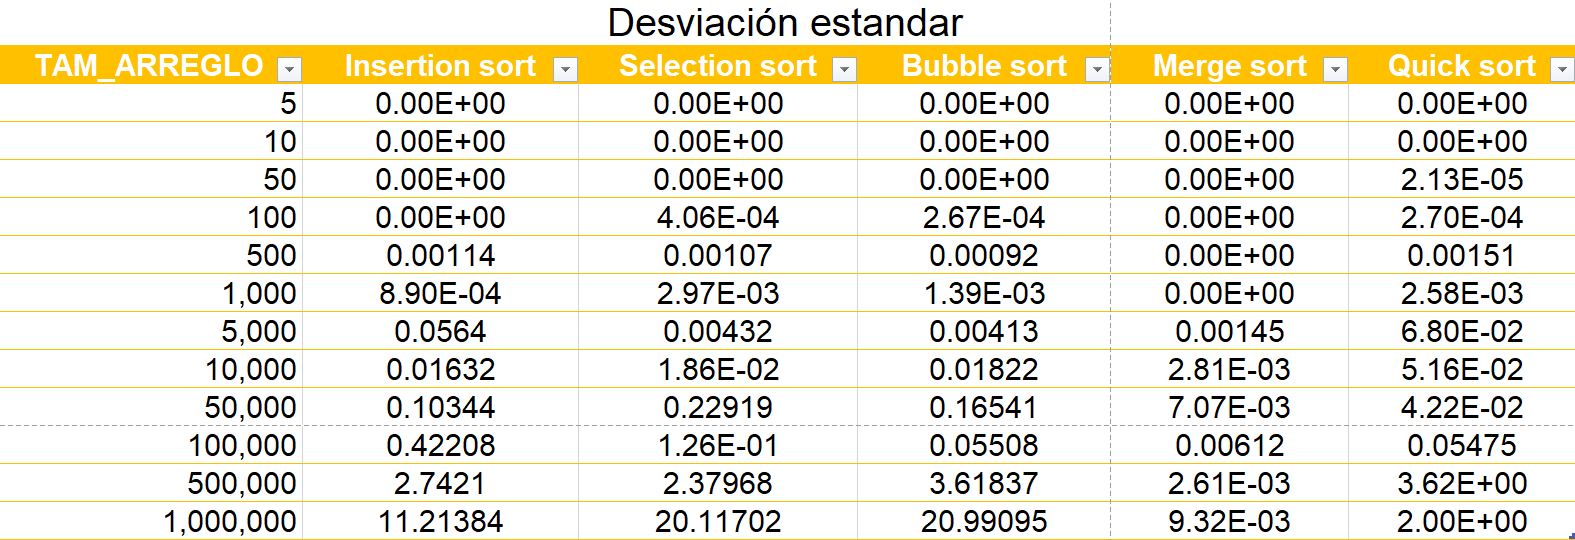 Desviación estandar
TAM_ARREGLO Insertion sort Selection sort Bubble sort Merge sort Quick sort
5 0.00E+00 0.00E+00 0.00E+00 0.00E+00 0.00E+00
10 0.00E+00 0.00E+00 0.00E+00 0.00E+00 0.00E+00
50 0.00E+00 0.00E+00 0.00E+00 0.00E+00 2.13E-05
100 0.00E+00 4.06E-04 2.67E-04 0.00E+00 2.70E-04
500 0.00114 0.00107 0.00092 0.00E+00 0.00151
1,000 8.90E-04 2.97E-03 1.39E-03 0.00E+00 2.58E-03
5,000 0.0564 0.00432 0.00413 0.00145 6.80E-02
10,000 0.01632 1.86E-02 0.01822 2.81E-03 5.16E-02
50,000 0.10344 0.22919 0.16541 7.07E-03 4.22E-02
100,000 0.42208 1.26E-01 0.05508 0.00612 0.05475
500,000 2.7421 2.37968 3.61837 2.61E-03 3.62E+00
1,000,000 11.21384 20.11702 20.99095 9.32E-03 2.00E+00